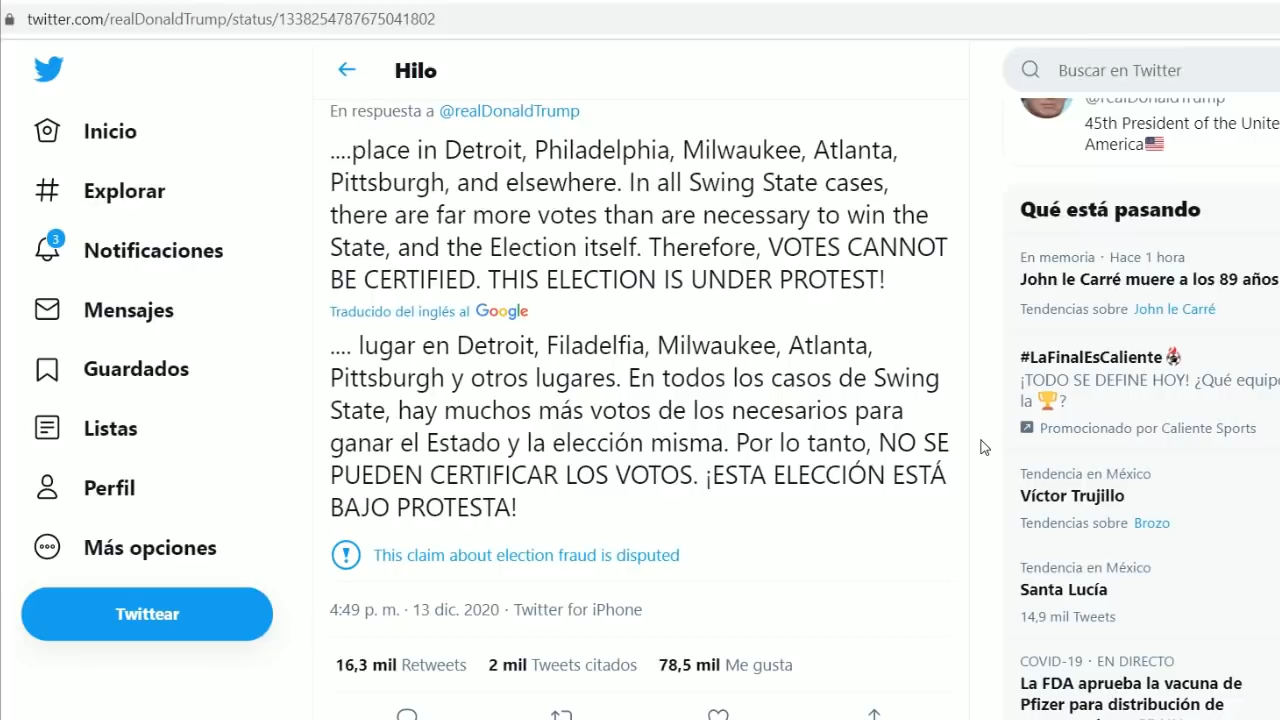 twitter.com/realDonaldTrump/status/1338254787675041802
Inicio
Explorar
3
Notificaciones
Mensajes
Guardados
Listas
Perfil
Más opciones
Twittear
Hilo
En respuesta a @realDonaldTrump
....place in Detroit, Philadelphia, Milwaukee, Atlanta,
Pittsburgh, and elsewhere. In all Swing State cases,
there are far more votes than are necessary to win the
State, and the Election itself. Therefore, VOTES CANNOT
BE CERTIFIED. THIS ELECTION IS UNDER PROTEST!
Traducido del inglés al Google
.... lugar en Detroit, Filadelfia, Milwaukee, Atlanta,
Pittsburgh y otros lugares. En todos los casos de Swing
State, hay muchos más votos de los necesarios para
ganar el Estado y la elección misma. Por lo tanto, NO SE
PUEDEN CERTIFICAR LOS VOTOS. ¡ESTA ELECCIÓN ESTÁ
BAJO PROTESTA!
This claim about election fraud is disputed
4:49 p. m. · 13 dic. 2020 · Twitter for iPhone
16,3 mil Retweets 2 mil Tweets citados 78,5 mil Me gusta
Buscar en Twitter
@realDonaldTrump
45th President of the Unite
America
Qué está pasando
En memoria · Hace 1 hora
John le Carré muere a los 89 años
Tendencias sobre John le Carré
#LaFinalEsCaliente
¡TODO SE DEFINE HOY! ¿Qué equipo
la 🏆?
Promocionado por Caliente Sports
Tendencia en México
Víctor Trujillo
Tendencias sobre Brozo
Tendencia en México
Santa Lucía
14,9 mil Tweets
COVID-19 · EN DIRECTO
La FDA aprueba la vacuna de
Pfizer para distribución de